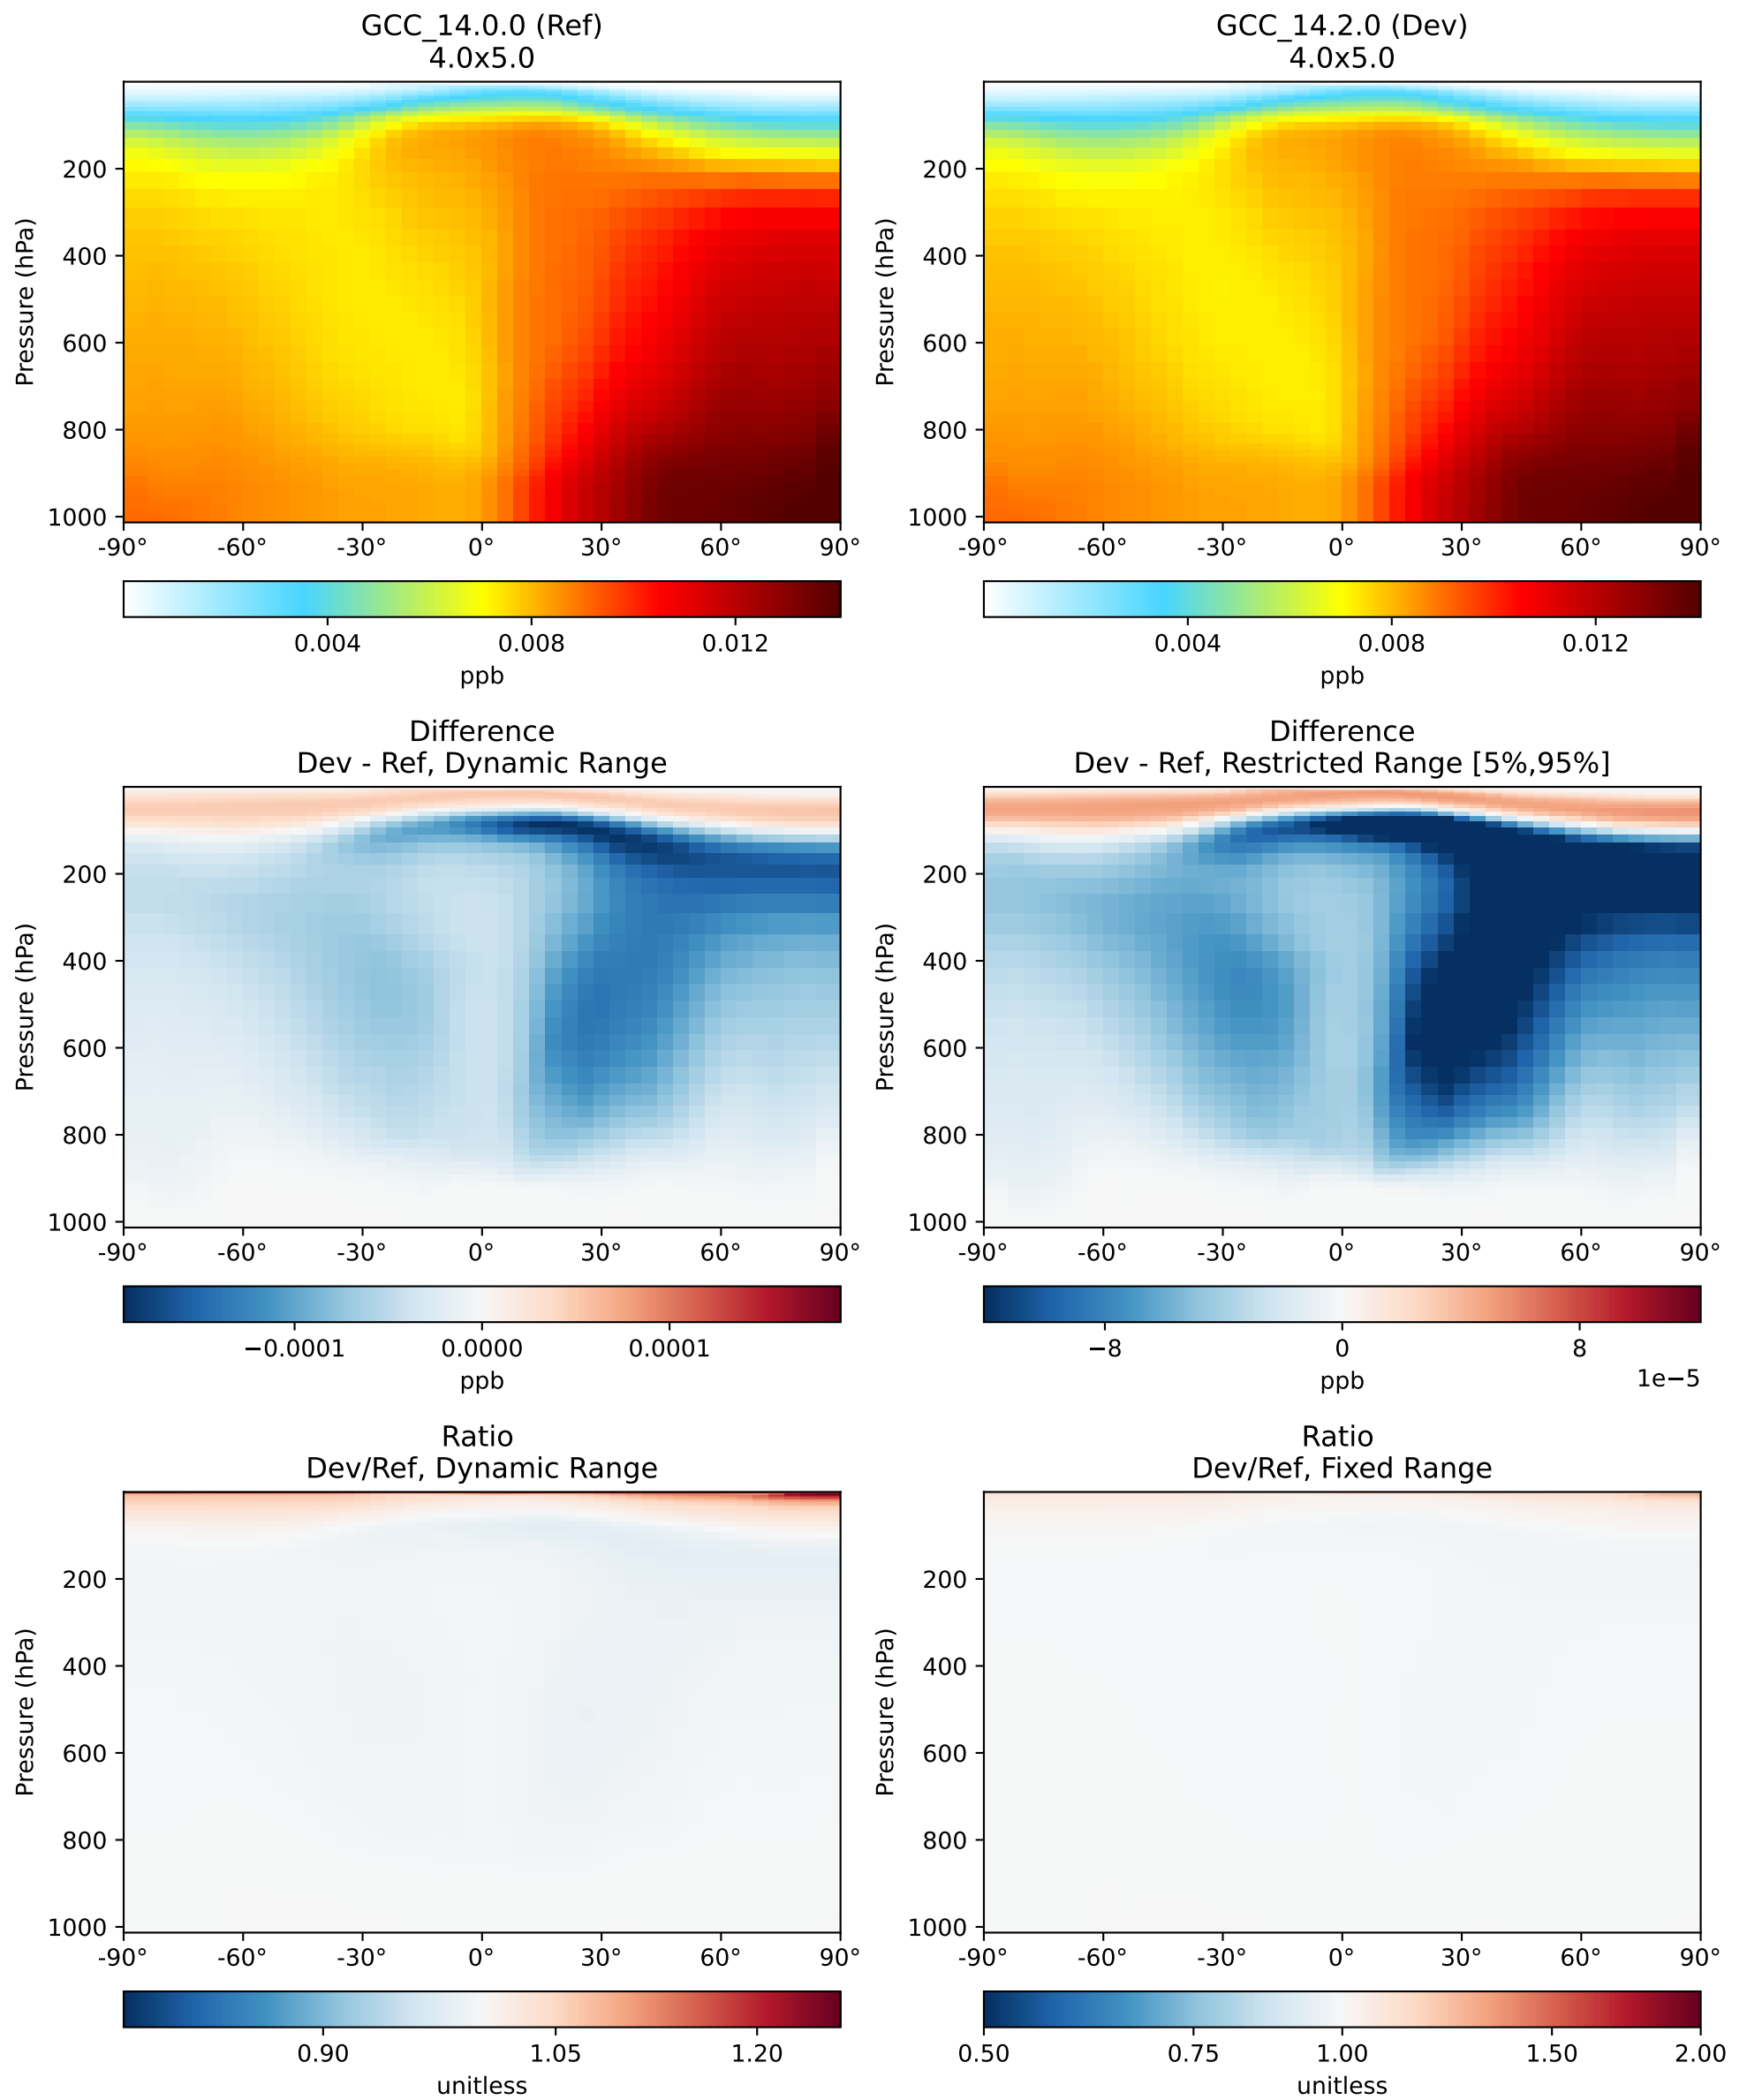 GCC_14.0.0 (Ref)
4.0x5.0
GCC_14.2.0 (Dev)
4.0x5.0
Pressure (hPa)
200
400
600
800
1000
-90° -60° -30° 0° 30° 60° 90°
0.004 0.008 0.012
ppb
Pressure (hPa)
200
400
600
800
1000
-90° -60° -30° 0° 30° 60° 90°
0.004 0.008 0.012
ppb
Difference
Dev - Ref, Dynamic Range
Difference
Dev - Ref, Restricted Range [5%,95%]
Pressure (hPa)
200
400
600
800
1000
-90° -60° -30° 0° 30° 60° 90°
−0.0001 0.0000 0.0001
ppb
Pressure (hPa)
200
400
600
800
1000
-90° -60° -30° 0° 30° 60° 90°
−8 0 8
1e−5
ppb
Ratio
Dev/Ref, Dynamic Range
Ratio
Dev/Ref, Fixed Range
Pressure (hPa)
200
400
600
800
1000
-90° -60° -30° 0° 30° 60° 90°
0.90 1.05 1.20
unitless
Pressure (hPa)
200
400
600
800
1000
-90° -60° -30° 0° 30° 60° 90°
0.50 0.75 1.00 1.50 2.00
unitless